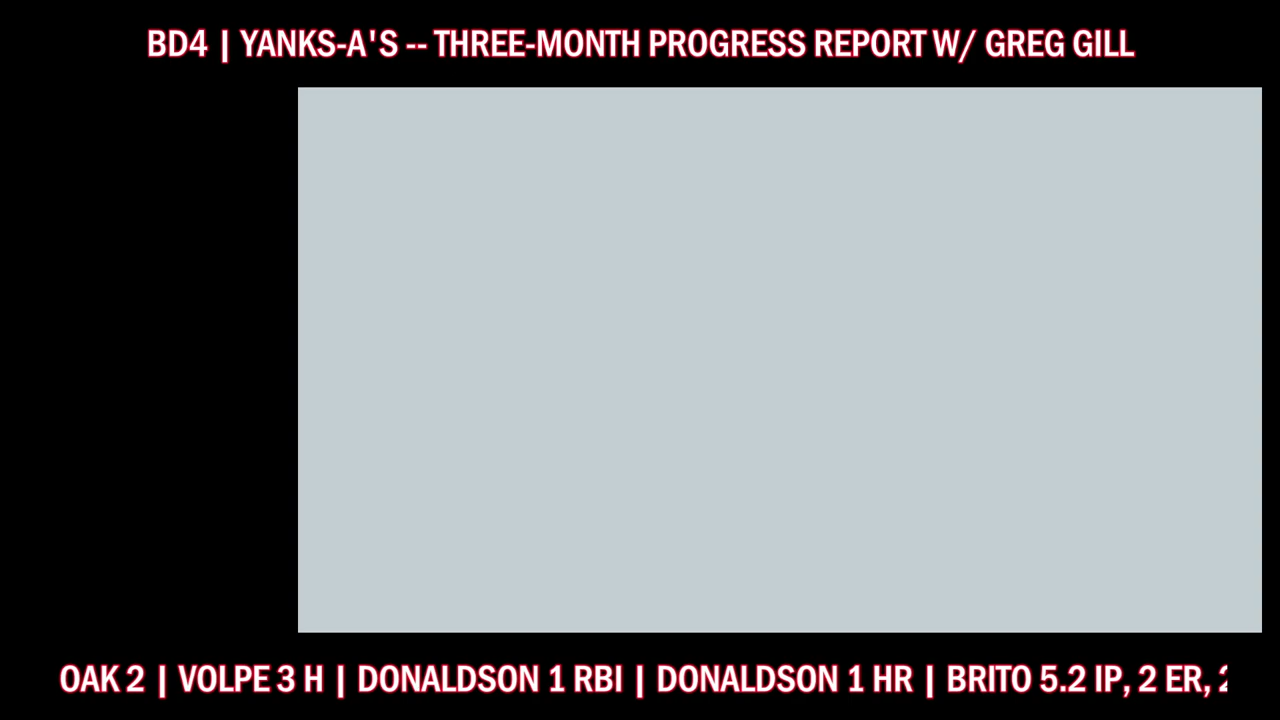 BD4 | YANKS-A'S -- THREE-MONTH PROGRESS REPORT W/ GREG GILL
OAK 2 | VOLPE 3 H | DONALDSON 1 RBI | DONALDSON 1 HR | BRITO 5.2 IP, 2 ER,